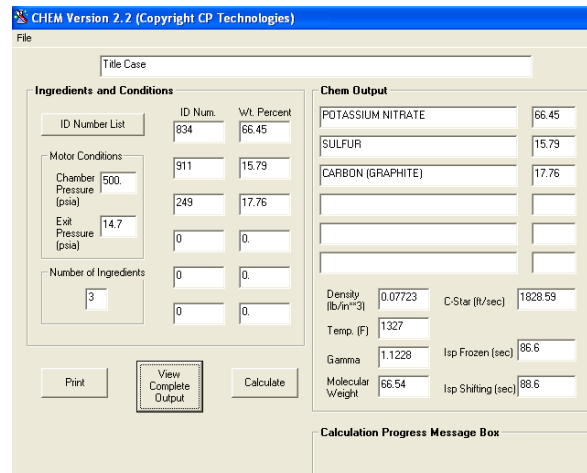 CHEM Version 2.2 (Copyright CP Technologies)
File
Title Case
Ingredients and Conditions
ID Number List
ID Num.
Wt. Percent
834
66.45
911
15.79
249
17.76
0
0.
0
0.
0
0.
Motor Conditions
Chamber
Pressure
(psia)
500.
Exit
Pressure
(psia)
14.7
Number of Ingredients
3
Print
View
Complete
Output
Calculate
Chem Output
POTASSIUM NITRATE
66.45
SULFUR
15.79
CARBON (GRAPHITE)
17.76
Density
(lb/in**3)
0.07723
C-Star (ft/sec)
1828.59
Temp. (F)
1327
Gamma
1.1228
Isp Frozen (sec)
86.6
Molecular
Weight
66.54
Isp Shifting (sec)
88.6
Calculation Progress Message Box